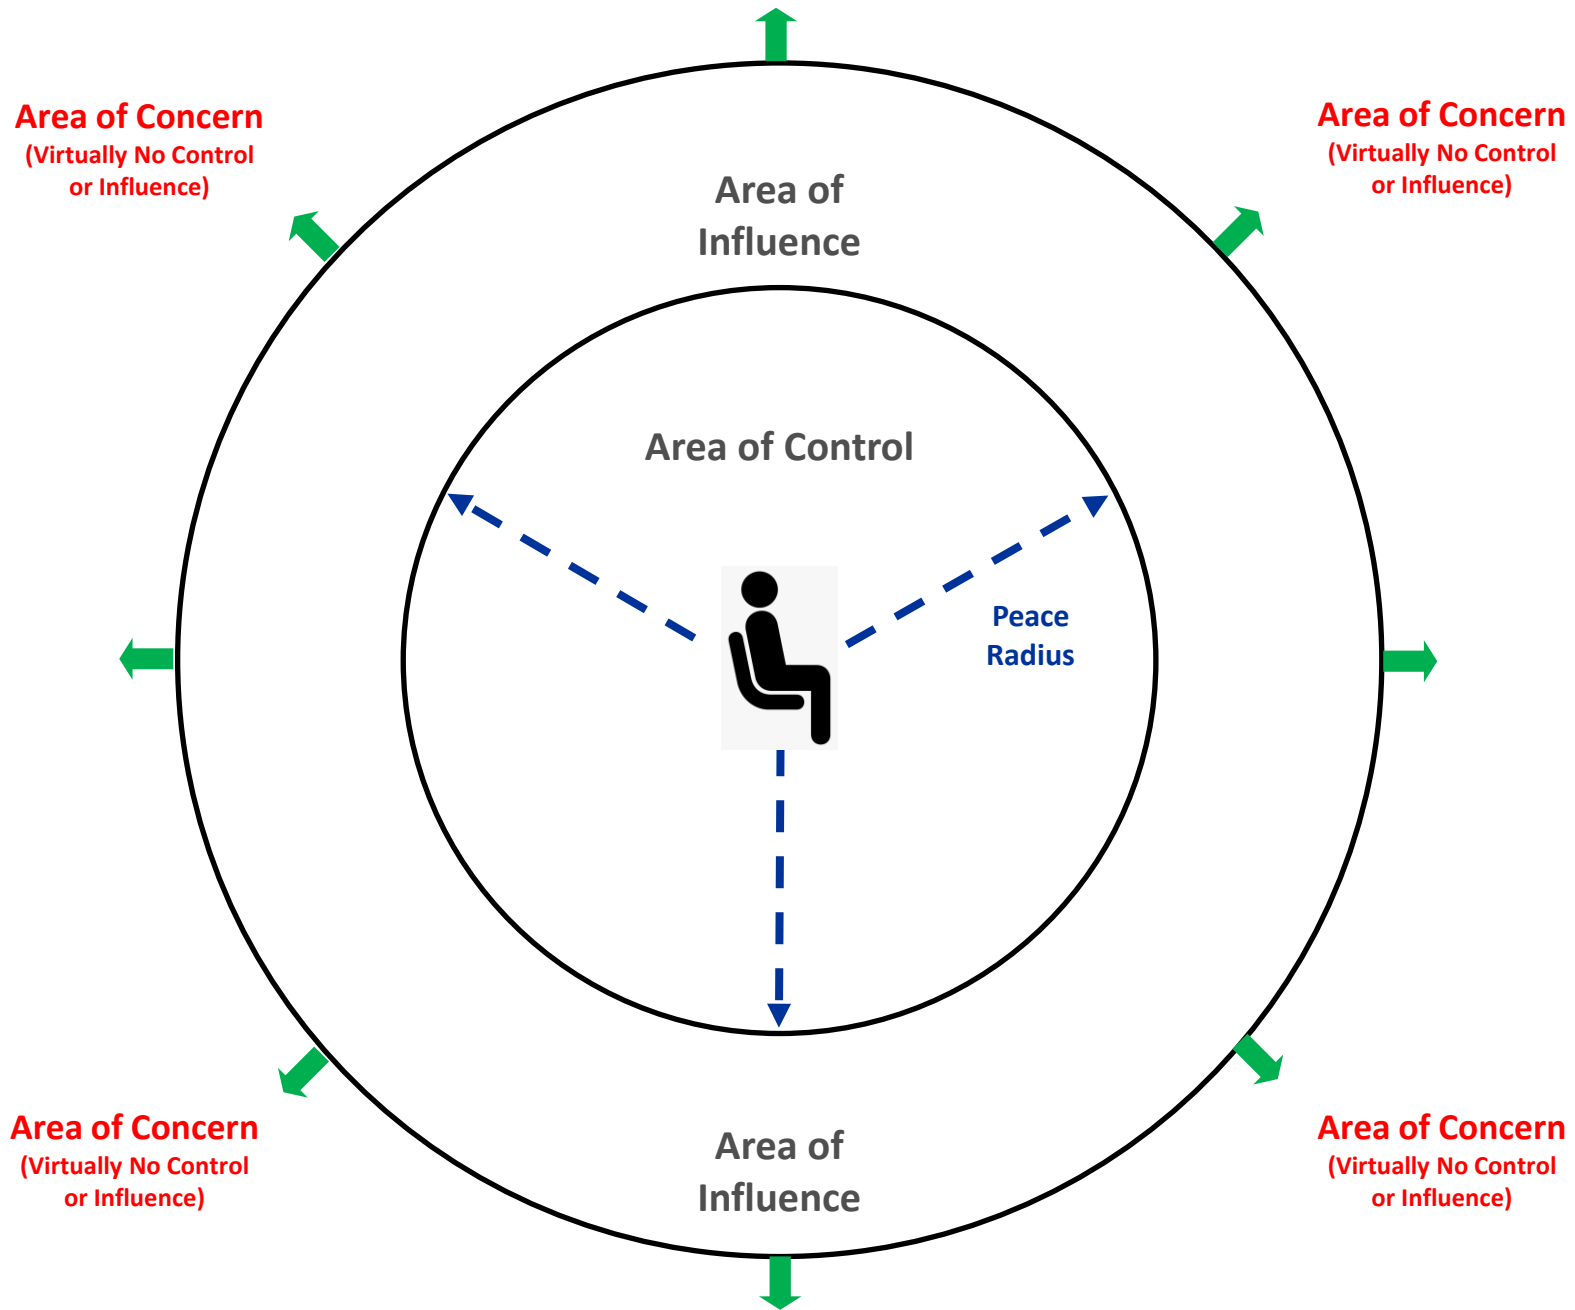 Area of Concern
(Virtually No Control
or Influence)
Area of Concern
(Virtually No Control
or Influence)
Area of
Influence
Area of Control
Peace
Radius
Area of Concern
(Virtually No Control
or Influence)
Area of
Influence
Area of Concern
(Virtually No Control
or Influence)